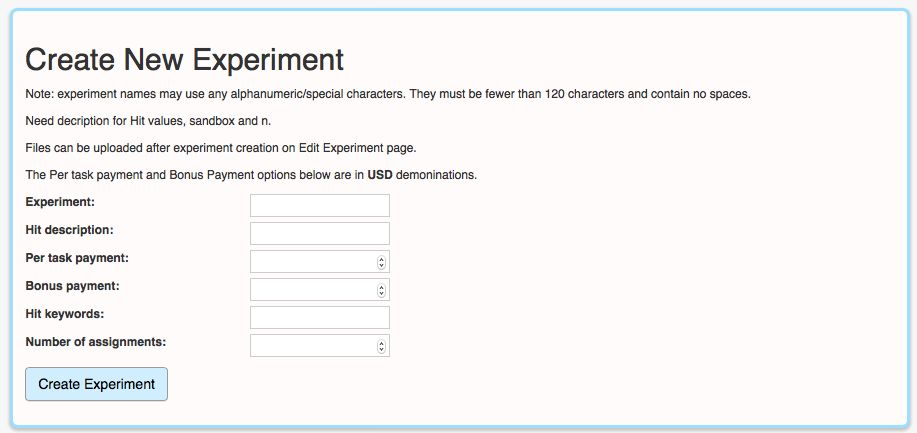 Create New Experiment
Note: experiment names may use any alphanumeric/special characters. They must be fewer than 120 characters and contain no spaces.
Need decription for Hit values, sandbox and n.
Files can be uploaded after experiment creation on Edit Experiment page.
The Per task payment and Bonus Payment options below are in USD demoninations.
Experiment:
Hit description:
Per task payment:
Bonus payment:
Hit keywords:
Number of assignments:
Create Experiment